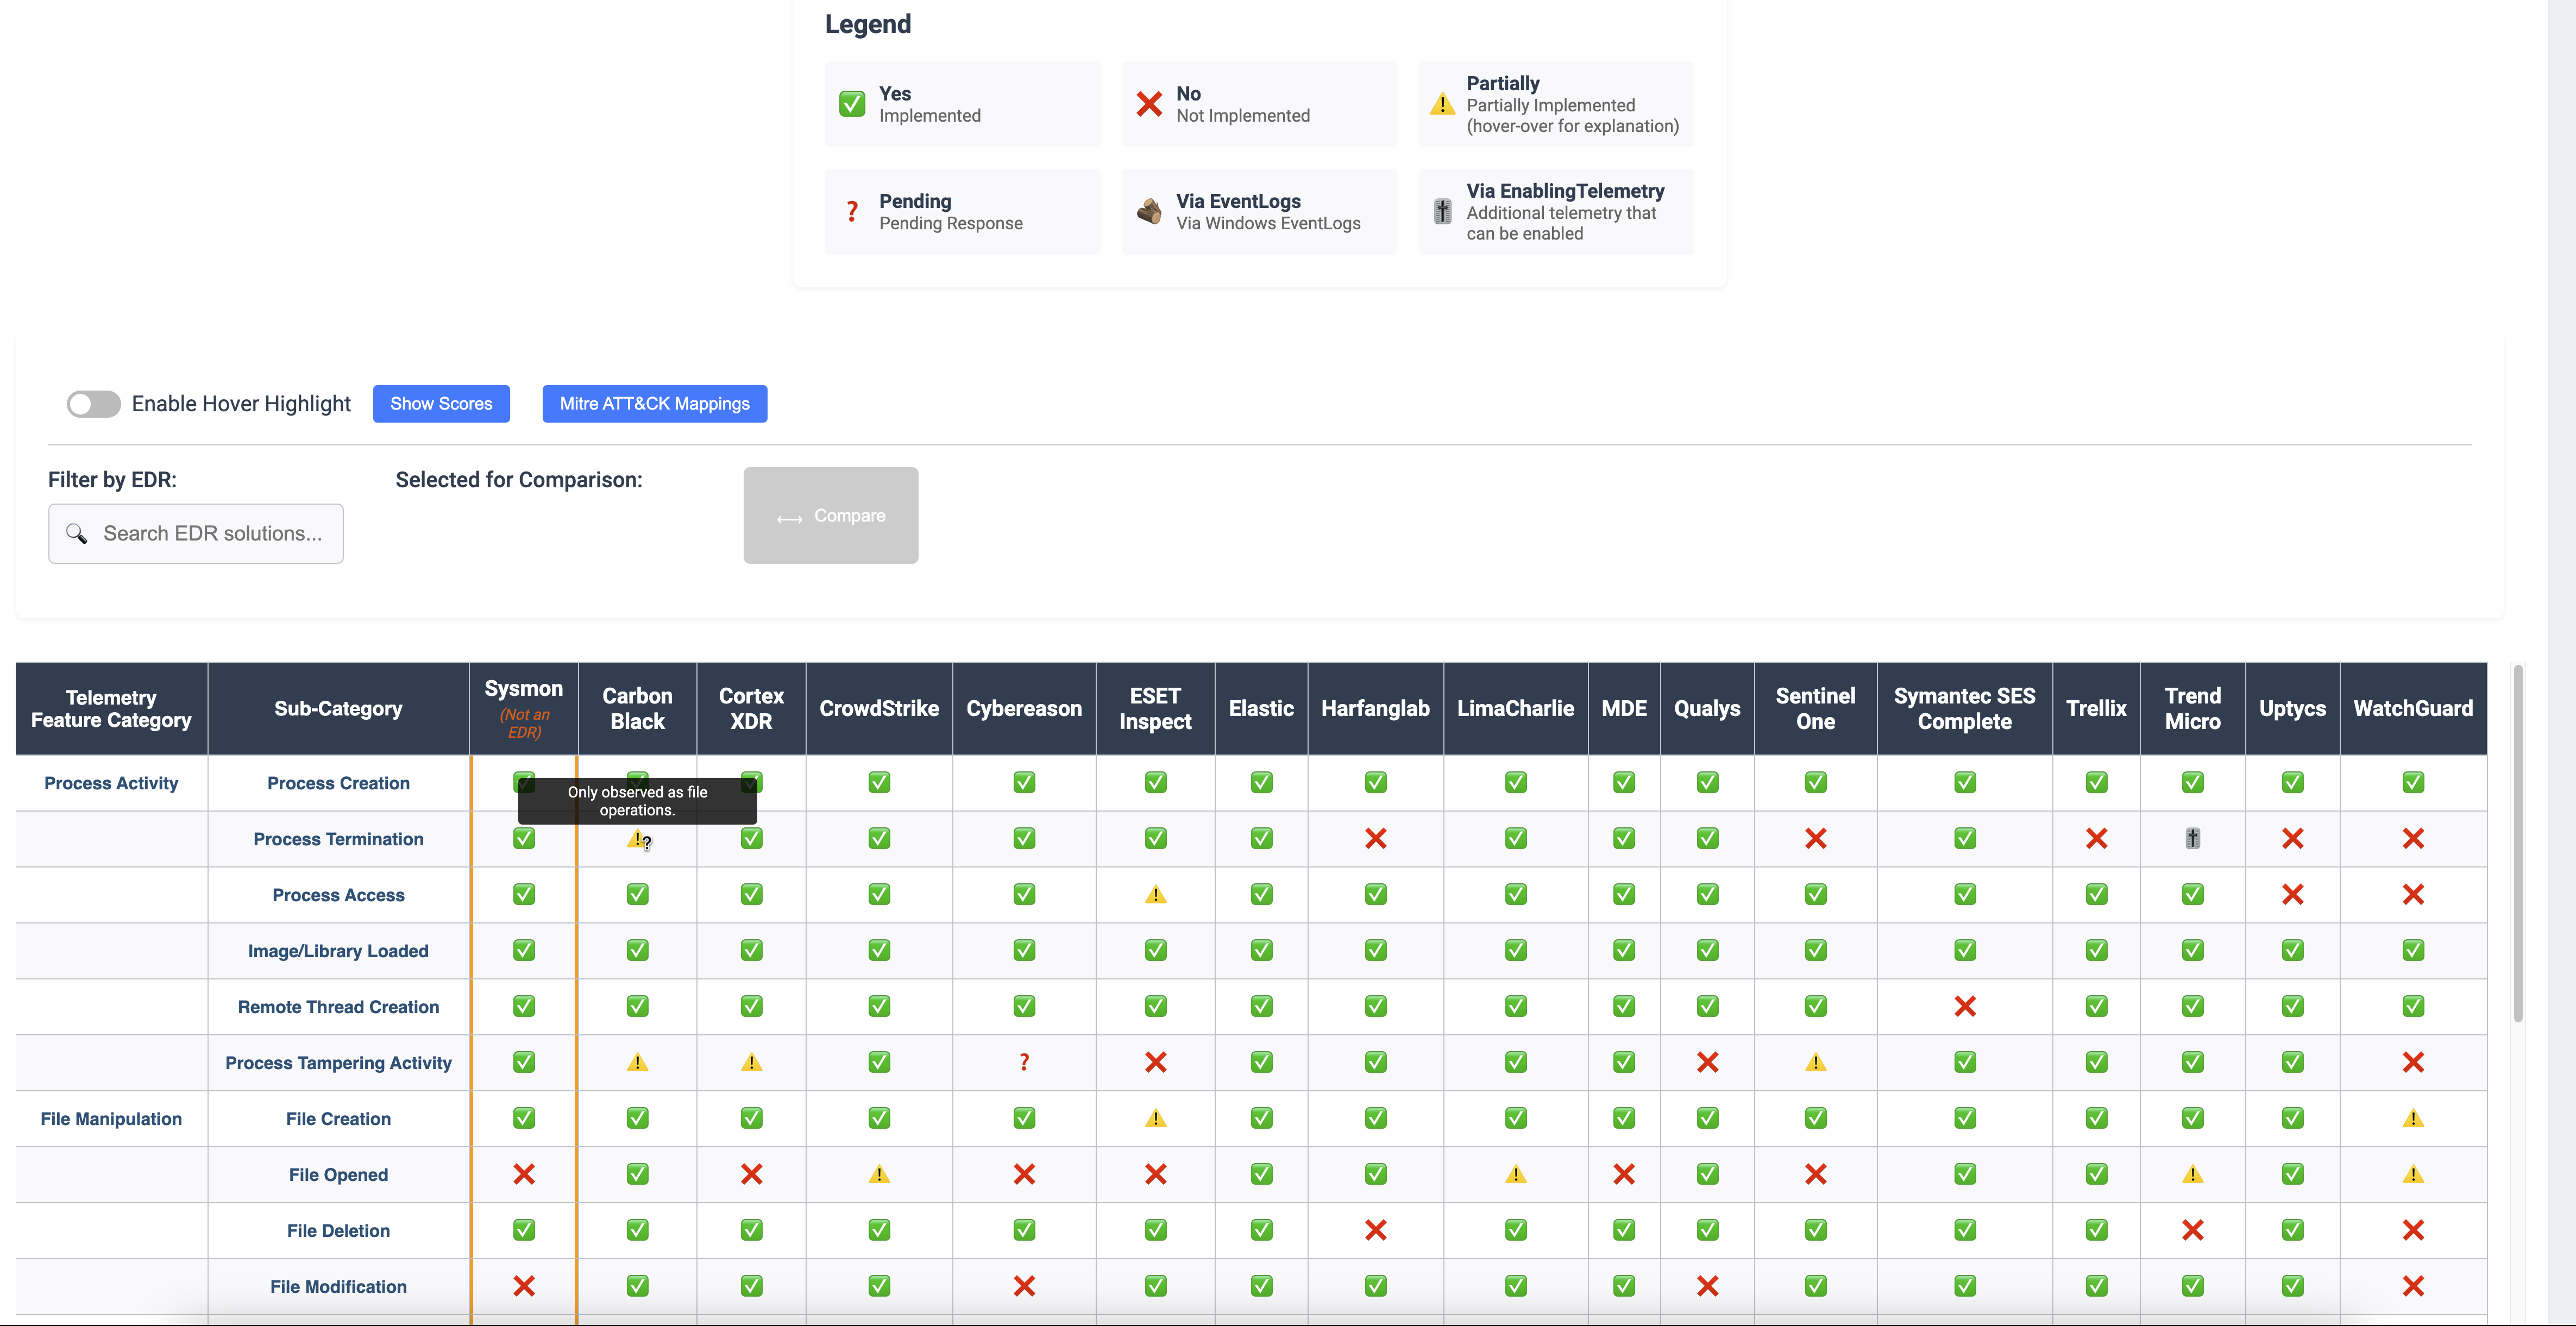 Legend
Yes
Implemented
No
Not Implemented
Partially
Partially Implemented
(hover-over for explanation)
Pending
Pending Response
Via EventLogs
Via Windows EventLogs
Via EnablingTelemetry
Additional telemetry that
can be enabled
Enable Hover Highlight
Show Scores
Mitre ATT&CK Mappings
Filter by EDR:
Selected for Comparison:
Search EDR solutions...
Compare
Telemetry
Feature Category
Sub-Category
Sysmon
(Not an
EDR)
Carbon
Black
Cortex
XDR
CrowdStrike
Cybereason
ESET
Inspect
Elastic
Harfanglab
LimaCharlie
MDE
Qualys
Sentinel
One
Symantec SES
Complete
Trellix
Trend
Micro
Uptycs
WatchGuard
Process Activity
Process Creation
Only observed as file
operations.
Process Termination
Process Access
Image/Library Loaded
Remote Thread Creation
Process Tampering Activity
File Manipulation
File Creation
File Opened
File Deletion
File Modification